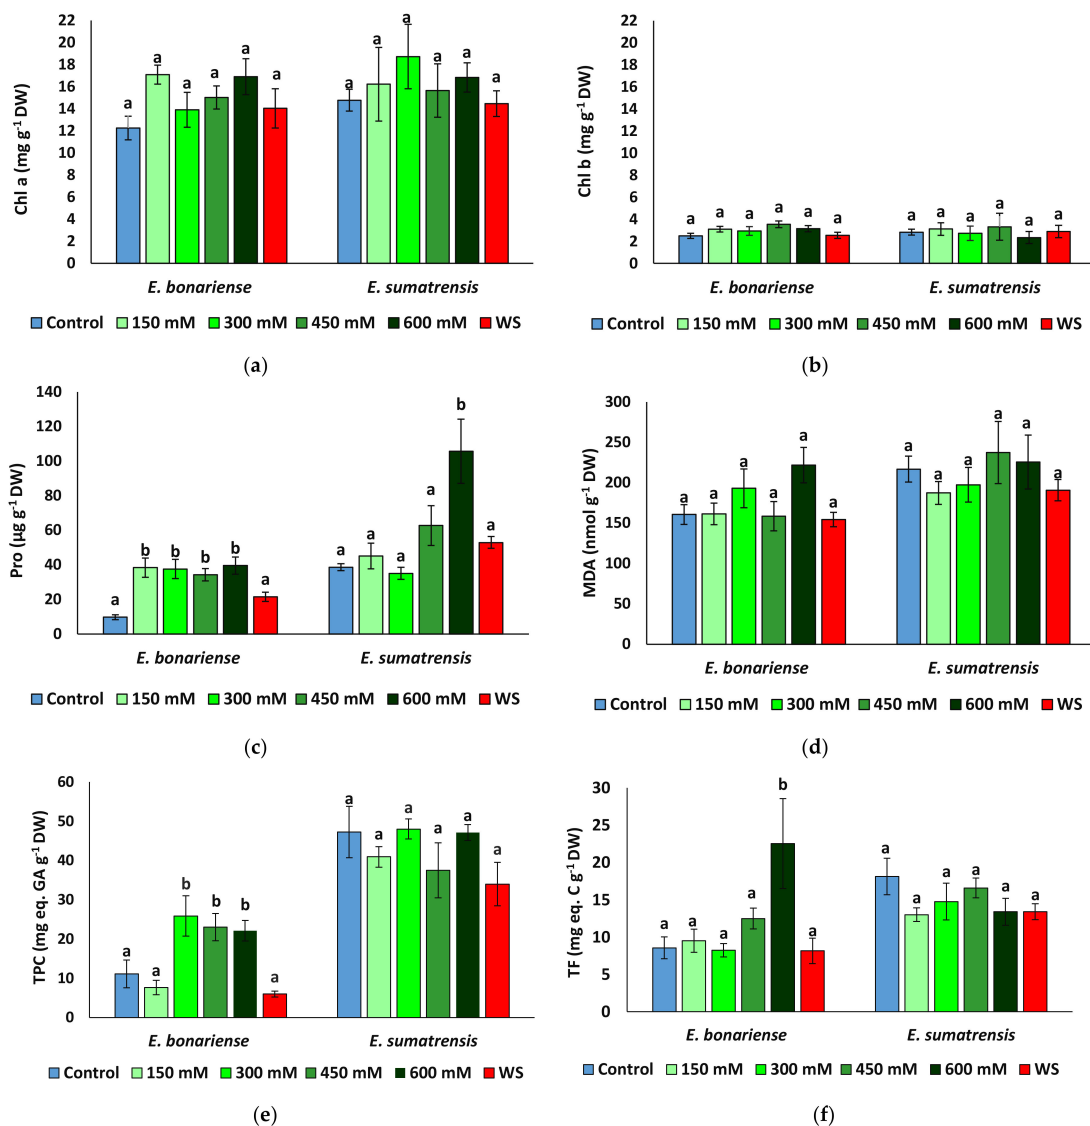 22
20
18
16
14
12
10
8
6
4
2
0
Chl a (mg g-1 DW)
a a a a a a a a a a a a
E. bonariense E. sumatrensis
Control 150 mM 300 mM 450 mM 600 mM WS
(a)
22
20
18
16
14
12
10
8
6
4
2
0
Chl b (mg g-1 DW)
a a a a a a a a a a a a
E. bonariense E. sumatrensis
Control 150 mM 300 mM 450 mM 600 mM WS
(b)
140
120
100
80
60
40
20
0
Pro (µg g-1 DW)
a b b b b a a a a a b a
E. bonariense E. sumatrensis
Control 150 mM 300 mM 450 mM 600 mM WS
(c)
300
250
200
150
100
50
0
MDA (nmol g-1 DW)
a a a a a a a a a a a a
E. bonariense E. sumatrensis
Control 150 mM 300 mM 450 mM 600 mM WS
(d)
60
50
40
30
20
10
0
TPC (mg eq. GA g-1 DW)
a a b b b a a a a a a a
E. bonariense E. sumatrensis
Control 150 mM 300 mM 450 mM 600 mM WS
(e)
30
25
20
15
10
5
0
TF (mg eq. C g-1 DW)
a a a a b a a a a a a a
E. bonariense E. sumatrensis
Control 150 mM 300 mM 450 mM 600 mM WS
(f)